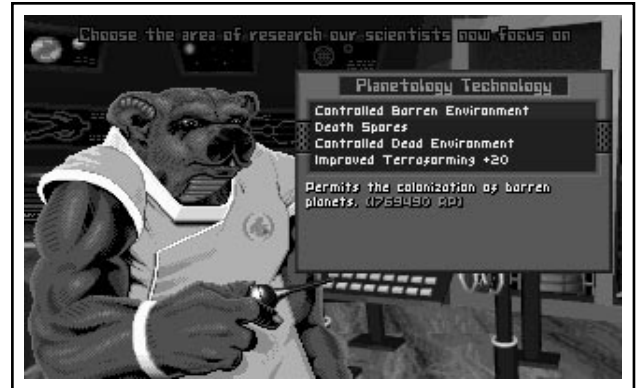 Choose the area of research our scientists now focus on
Planetology Technology
Controlled Barren Environment
Death Spores
Controlled Dead Environment
Improved Terraforming +20
Permits the colonization of barren
planets. (1769490 RP)